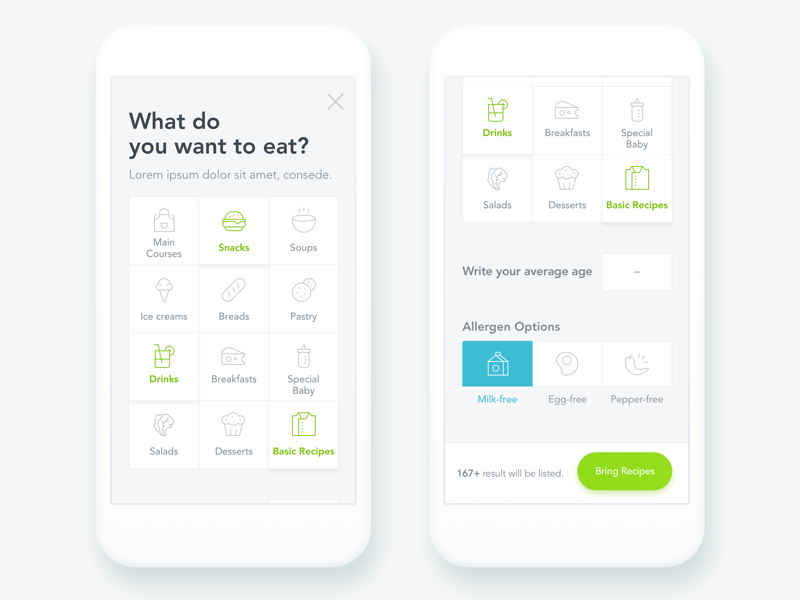 What do
you want to eat?
Lorem ipsum dolor sit amet, consede.
Main
Courses
Snacks
Soups
Ice creams
Breads
Pastry
Drinks
Breakfasts
Special
Baby
Salads
Desserts
Basic Recipes
Drinks
Breakfasts
Special
Baby
Salads
Desserts
Basic Recipes
Write your average age
–
Allergen Options
Milk-free
Egg-free
Pepper-free
167+ result will be listed.
Bring Recipes